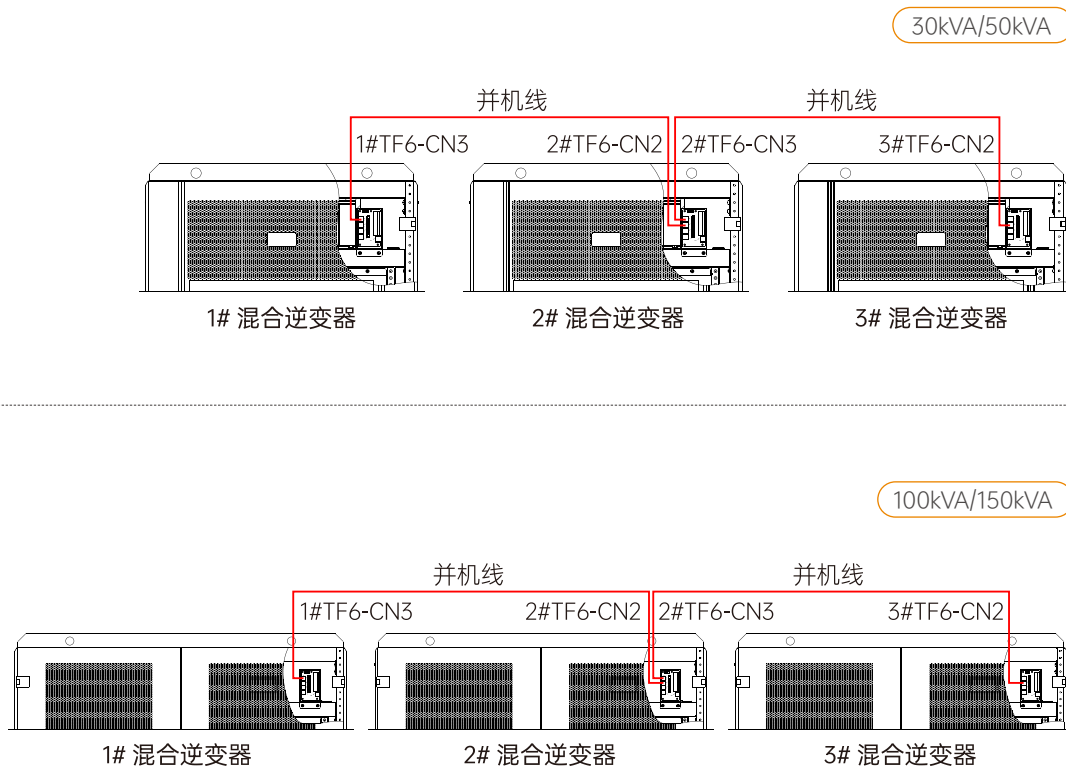 30kVA/50kVA
并机线 并机线
1#TF6-CN3 2#TF6-CN2 2#TF6-CN3 3#TF6-CN2
1# 混合逆变器 2# 混合逆变器 3# 混合逆变器
100kVA/150kVA
并机线 并机线
1#TF6-CN3 2#TF6-CN2 2#TF6-CN3 3#TF6-CN2
1# 混合逆变器 2# 混合逆变器 3# 混合逆变器